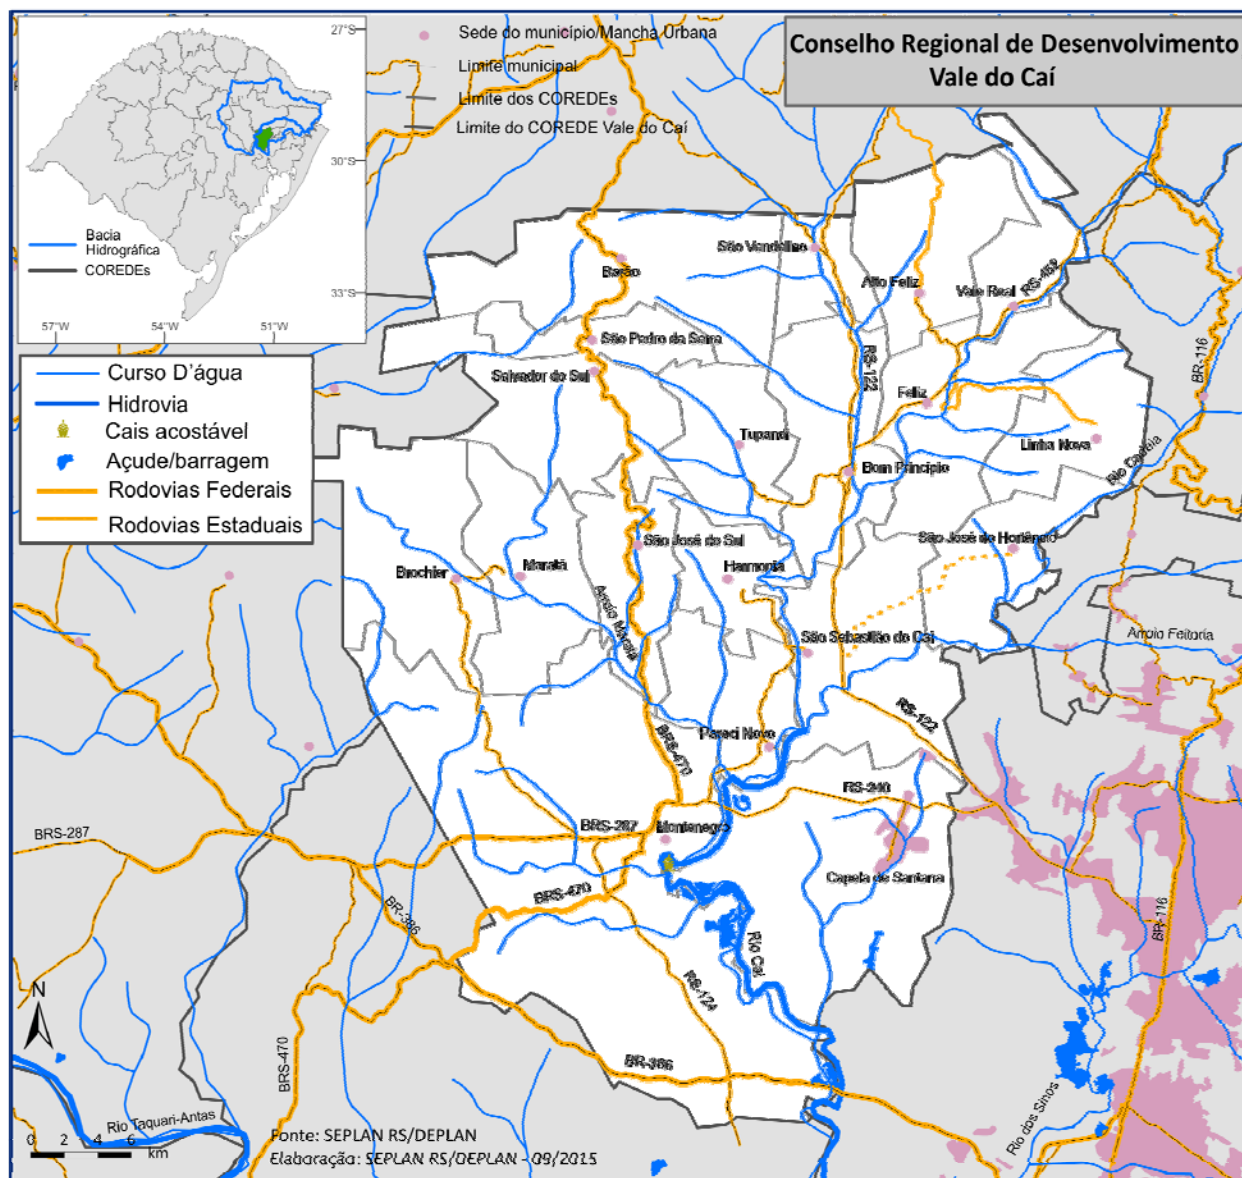 Conselho Regional de Desenvolvimento
Vale do Caí
27°S
30°S
33°S
57°W
54°W
51°W
Bacia
Hidrográfica
COREDEs
Sede do município/Mancha Urbana
Limite municipal
Limite dos COREDEs
Limite do COREDE Vale do Caí
Curso D'água
Hidrovia
Cais acostável
Açude/barragem
Rodovias Federais
Rodovias Estaduais
São Vendelino
Barão
Alto Feliz
Vale Real
RS-452
São Pedro da Serra
Salvador do Sul
RS-122
BR-116
Feliz
Tupandi
Linha Nova
Bom Princípio
Rio Cadeia
São José do Sul
São José do Hortêncio
Brochier
Maratá
Harmonia
Arroio Maratá
São Sebastião do Caí
Arroio Feitoria
RS-122
Pareci Novo
BRS-470
RS-240
BRS-287
BRS-287
Montenegro
Capela de Santana
BRS-470
BR-386
BR-116
Rio Caí
RS-124
N
BRS-470
BR-386
Rio Taquari-Antas
Rio dos Sinos
0 2 4 6
km
Fonte: SEPLAN RS/DEPLAN
Elaboração: SEPLAN RS/DEPLAN - 09/2015